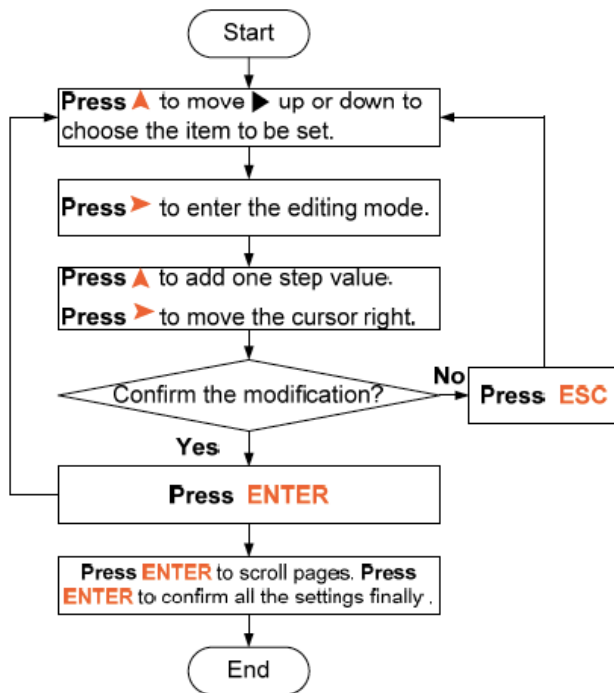 Start
Press to move up or down to
choose the item to be set.
Press to enter the editing mode.
Press to add one step value.
Press to move the cursor right.
Confirm the modification?
No
Press ESC
Yes
Press ENTER
Press ENTER to scroll pages. Press
ENTER to confirm all the settings finally .
End